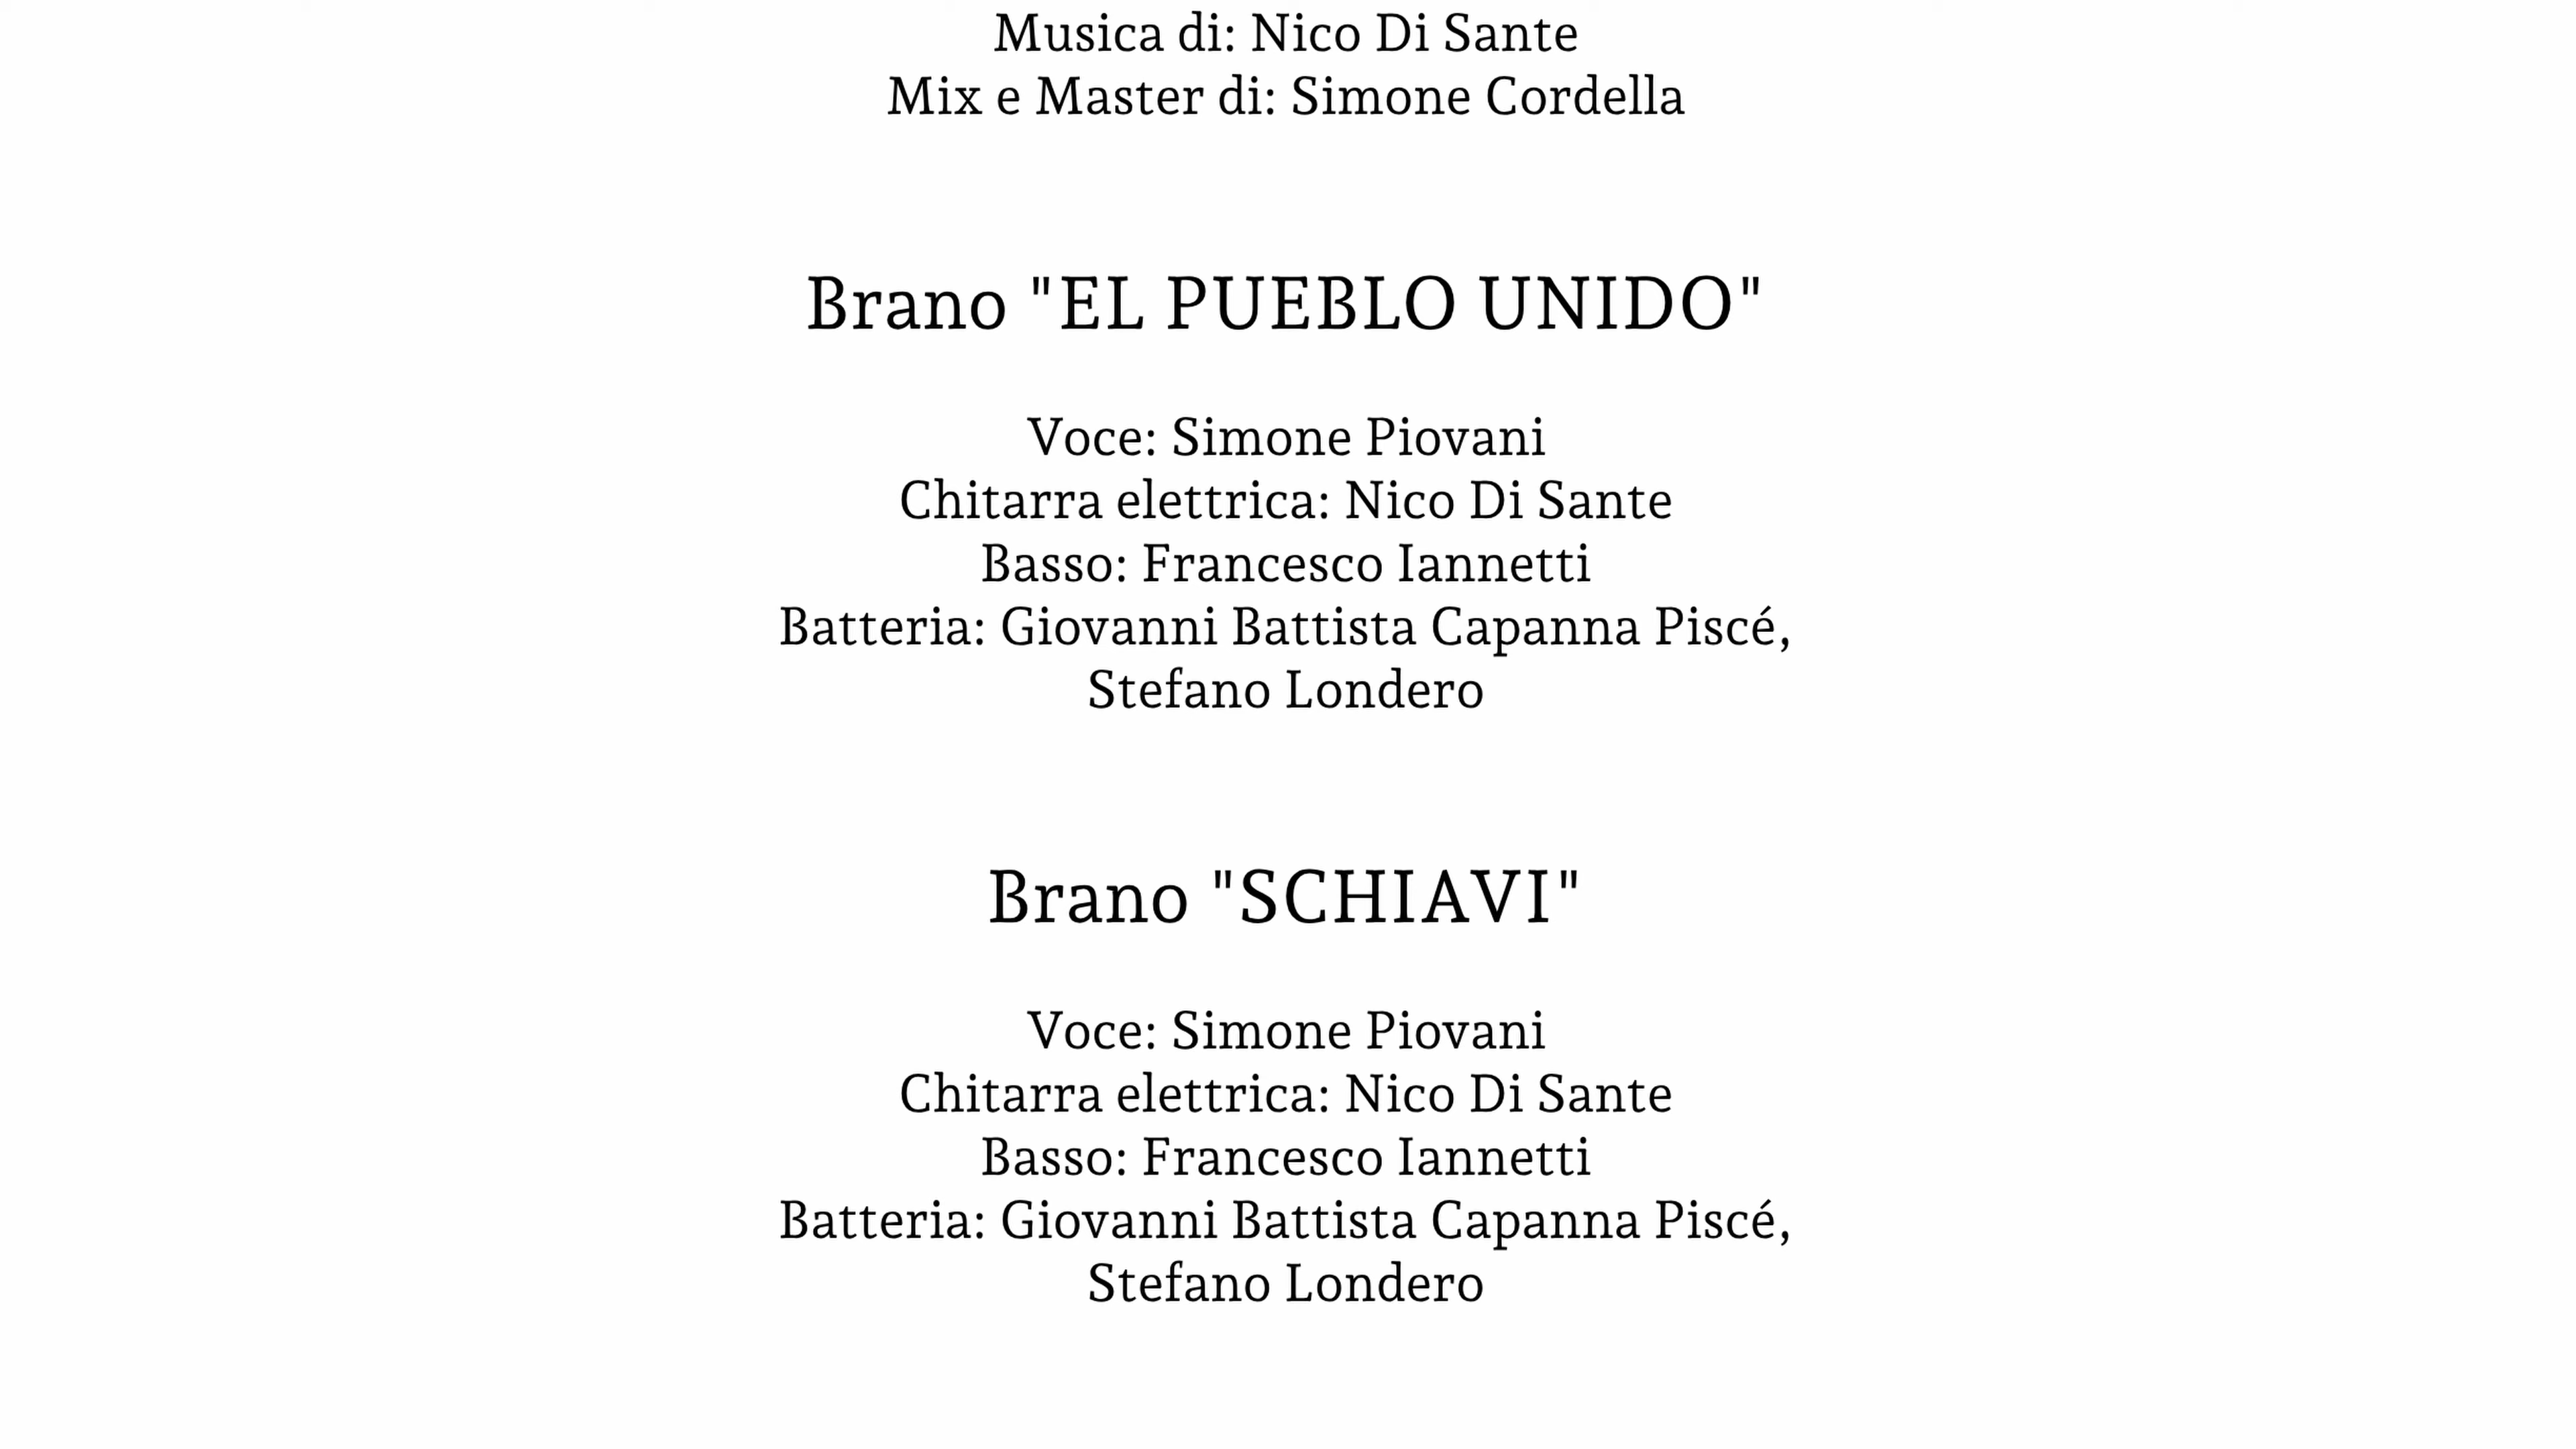 Musica di: Nico Di Sante
Mix e Master di: Simone Cordella
Brano "EL PUEBLO UNIDO"
Voce: Simone Piovani
Chitarra elettrica: Nico Di Sante
Basso: Francesco Iannetti
Batteria: Giovanni Battista Capanna Piscé,
Stefano Londero
Brano "SCHIAVI"
Voce: Simone Piovani
Chitarra elettrica: Nico Di Sante
Basso: Francesco Iannetti
Batteria: Giovanni Battista Capanna Piscé,
Stefano Londero